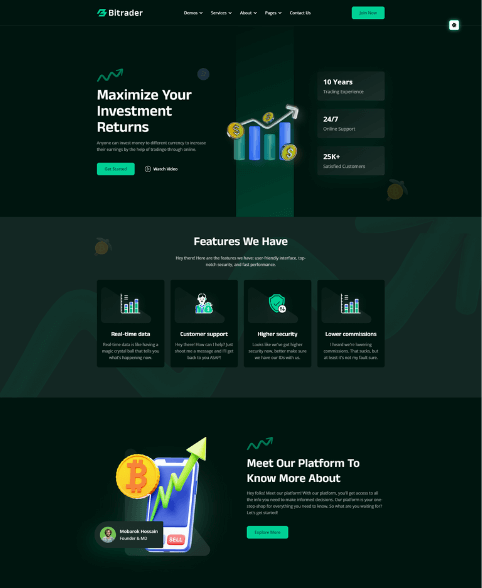 Bitrader
Demos
Services
About
Pages
Contact Us
Join Now
Maximize Your
Investment
Returns
Anyone can invest money to different currency to increase
their earnings by the help of Bitrader through online.
Get Started
Watch Video
10 Years
Trading Experience
24/7
Online Support
25K+
Satisfied Customers
Features We Have
Hey there! Here are the features we have: user-friendly interface, top-
notch security, and fast performance.
Real-time data
Real-time data is like having a
magic crystal ball that tells you
what's happening now.
Customer support
Hey there! How can I help? Just
shoot me a message and I'll get
back to you ASAP!
Higher security
Looks like we've got higher
security now, better make sure
we have our IDs with us.
Lower commissions
I heard we're lowering
commissions. That sucks, but
at least it's not my fault sure.
Meet Our Platform To
Know More About
Hey folks! Meet our platform! With our platform, you'll get access to all
the info you need to make informed decisions. Our platform is your one-
stop shop for everything you need to know. So what are you waiting for?
Let's get started!
Explore More
Mobarok Hossain
Founder & MD
SELL